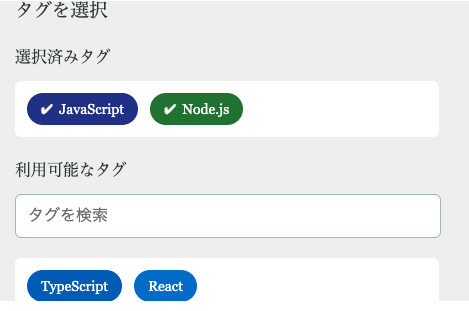 タグを選択
選択済みタグ
✔ JavaScript ✔ Node.js
利用可能なタグ
タグを検索
TypeScript React